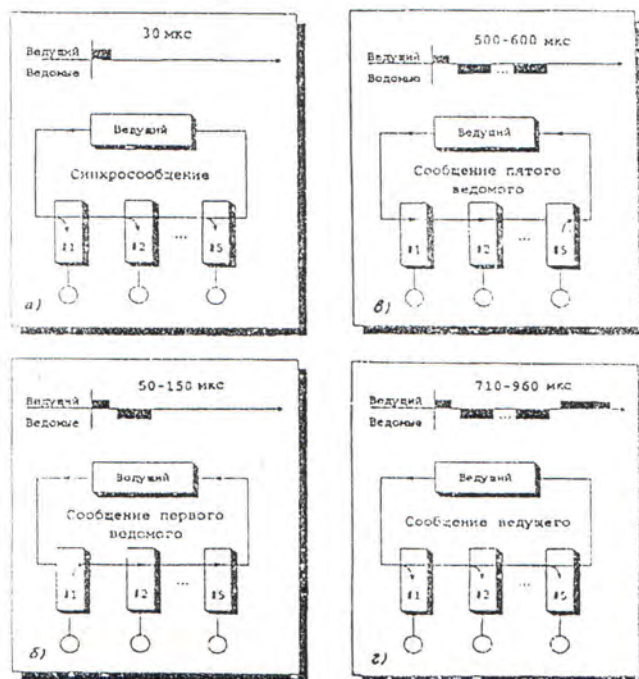 30 мкс
Ведущий
Ведомые
Ведущий
Синхросообщение
#1 #2 ... #5
а)
500-600 мкс
Ведущий
Ведомые
...
Ведущий
Сообщение пятого
ведомого
#1 #2 ... #5
в)
50-150 мкс
Ведущий
Ведомые
Ведущий
Сообщение первого
ведомого
#1 #2 ... #5
б)
710-960 мкс
Ведущий
Ведомые
...
Ведущий
Сообщение ведущего
#1 #2 ... #5
г)